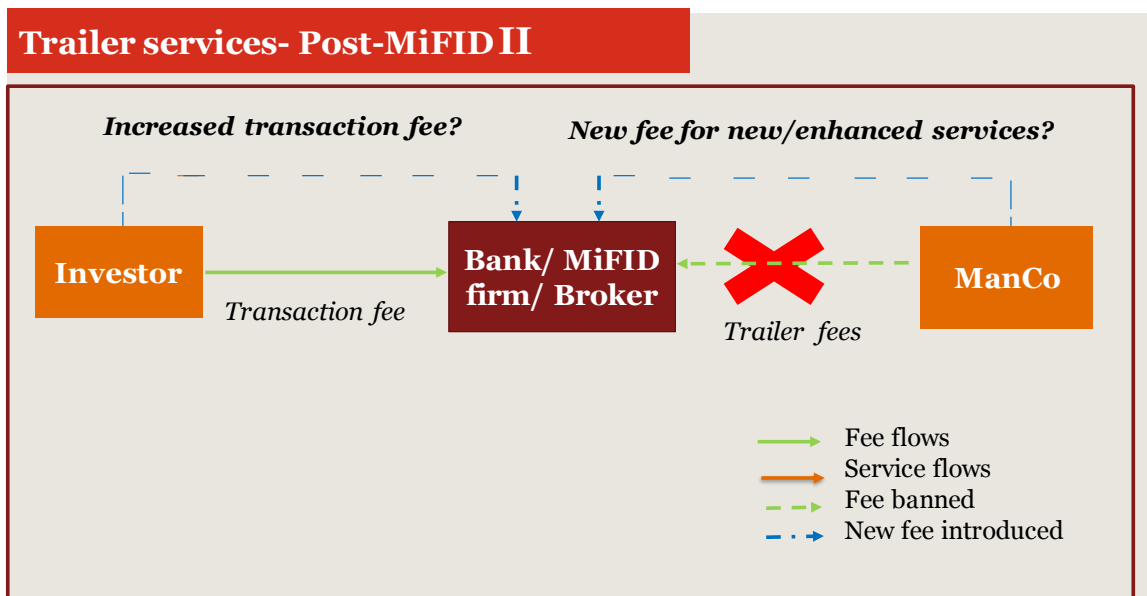 Trailer services- Post-MiFID II
Increased transaction fee?
New fee for new/enhanced services?
Investor
Bank/ MiFID
firm/ Broker
ManCo
Transaction fee
Trailer fees
Fee flows
Service flows
Fee banned
New fee introduced